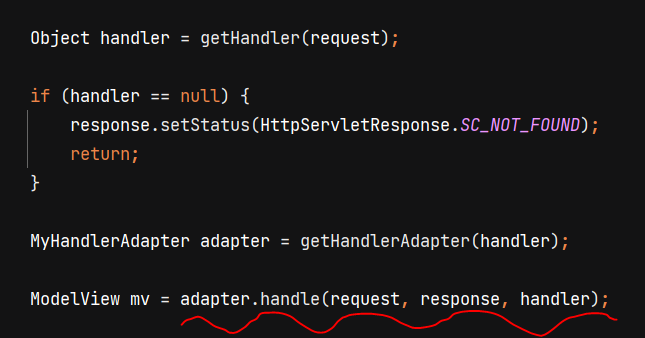 Object handler = getHandler(request);
if (handler == null) {
response.setStatus(HttpServletResponse.SC_NOT_FOUND);
return;
}
MyHandlerAdapter adapter = getHandlerAdapter(handler);
ModelView mv = adapter.handle(request, response, handler);